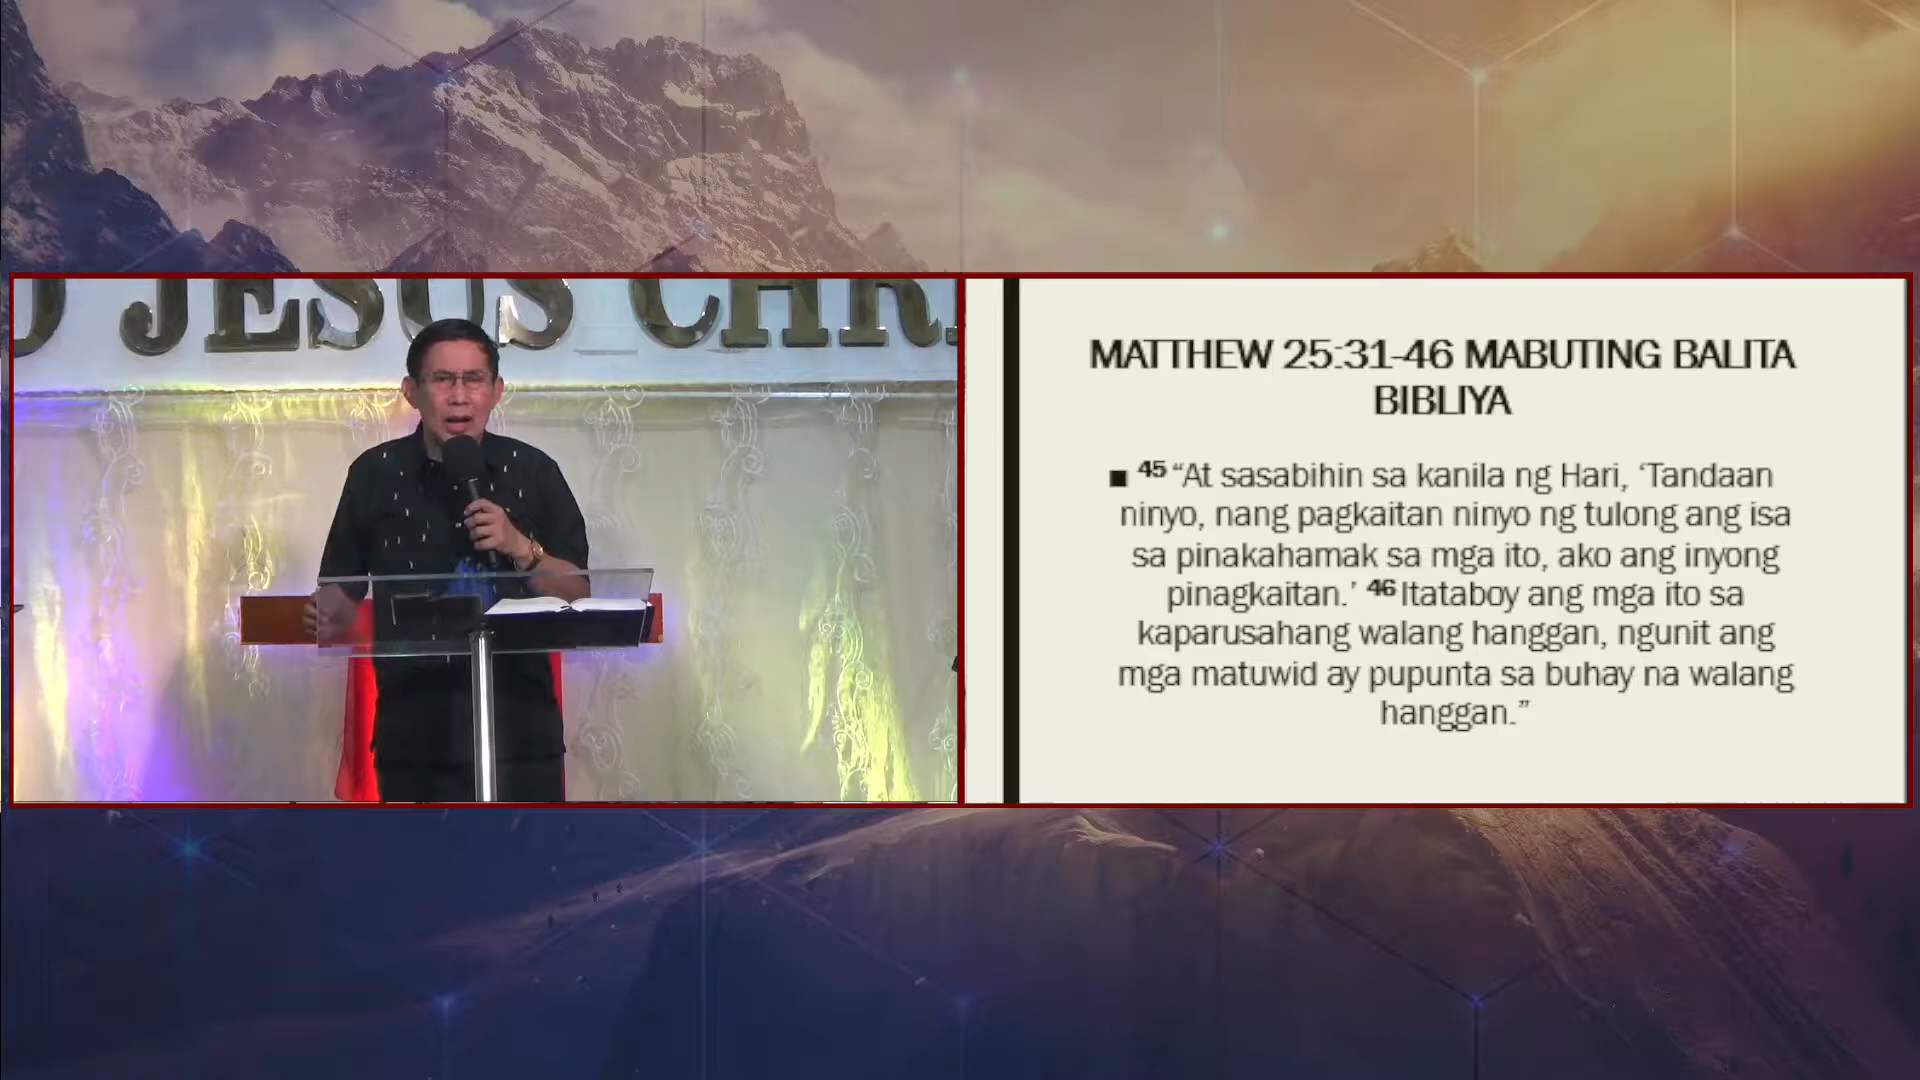 JESUS CHR
MATTHEW 25:31-46 MABUTING BALITA
BIBLIYA
■ 45 “At sasabihin sa kanila ng Hari, ‘Tandaan
ninyo, nang pagkaitan ninyo ng tulong ang isa
sa pinakahamak sa mga ito, ako ang inyong
pinagkaitan.’ 46 Itataboy ang mga ito sa
kaparusahang walang hanggan, ngunit ang
mga matuwid ay pupunta sa buhay na walang
hanggan.”